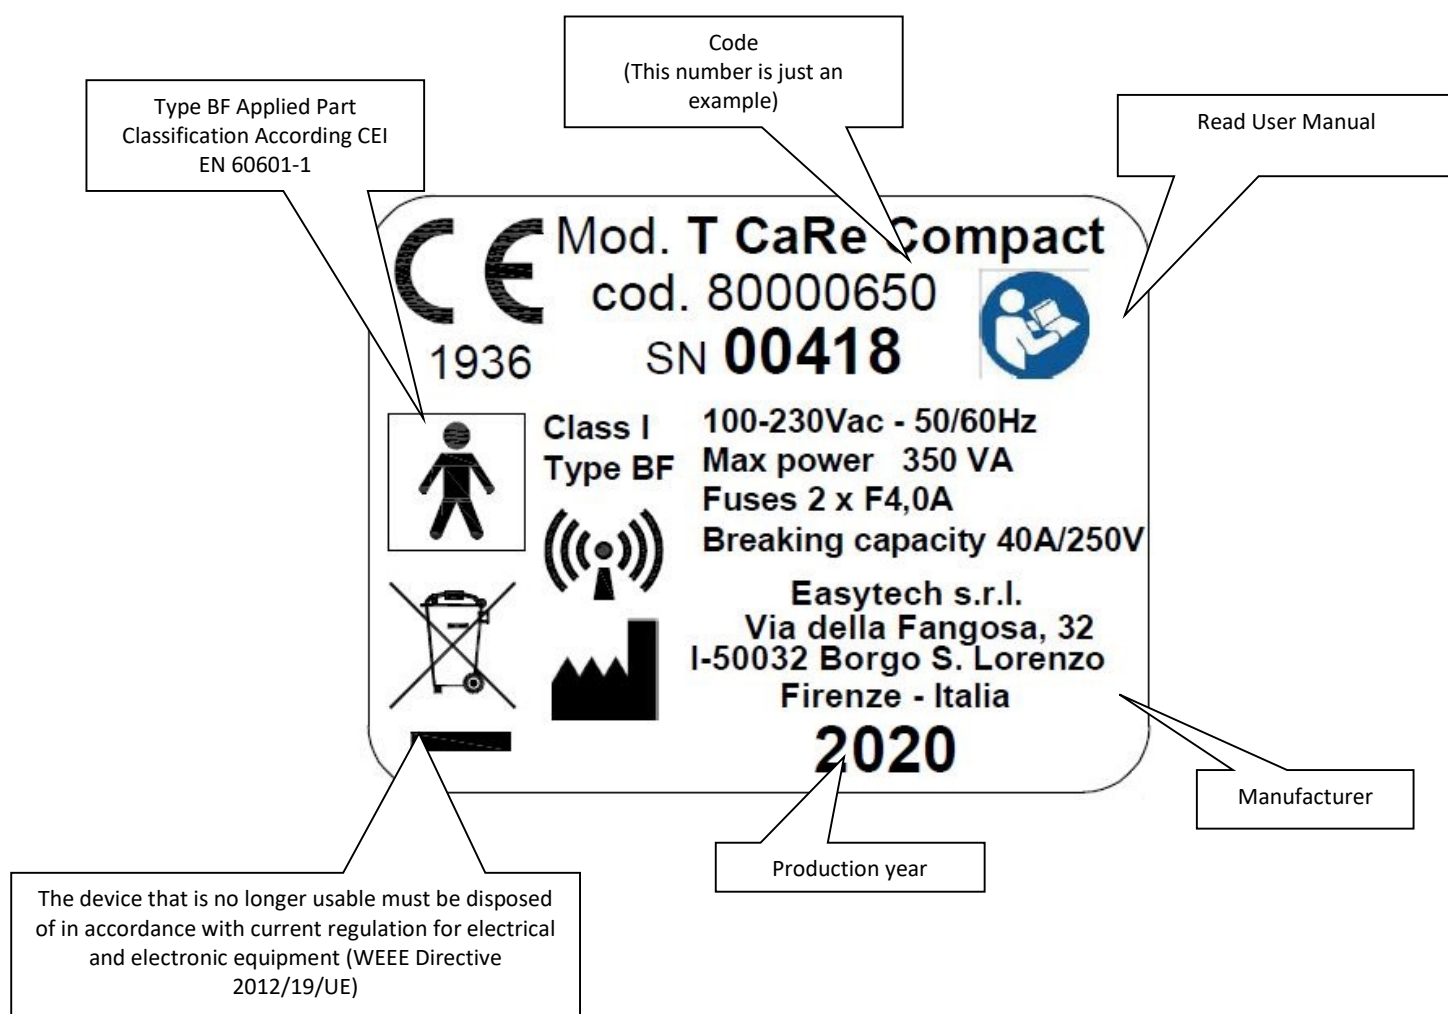 Code
(This number is just an
example)
Type BF Applied Part
Classification According CEI
EN 60601-1
Read User Manual
CE
1936
Mod. T CaRe Compact
cod. 80000650
SN 00418
Class I
Type BF
100-230Vac - 50/60Hz
Max power 350 VA
Fuses 2 x F4,0A
Breaking capacity 40A/250V
Easytech s.r.l.
Via della Fangosa, 32
I-50032 Borgo S. Lorenzo
Firenze - Italia
2020
Manufacturer
Production year
The device that is no longer usable must be disposed
of in accordance with current regulation for electrical
and electronic equipment (WEEE Directive
2012/19/UE)